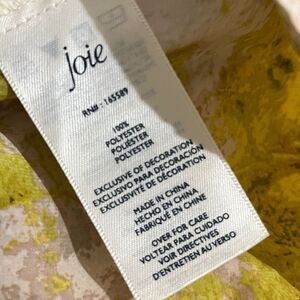 joie
RN#: 165589
100%
POLYESTER
POLIÉSTER
POLYESTER
EXCLUSIVE OF DECORATION
EXCLUSIVO PARA DECORACIÓN
EXCLUSIVITÉ DE DÉCORATION
MADE IN CHINA
HECHO EN CHINA
FABRIQUÉ EN CHINE
OVER FOR CARE
VOLTEAR PARA CUIDADO
VOIR DIRECTIVES
D'ENTRETIEN AU VERSO